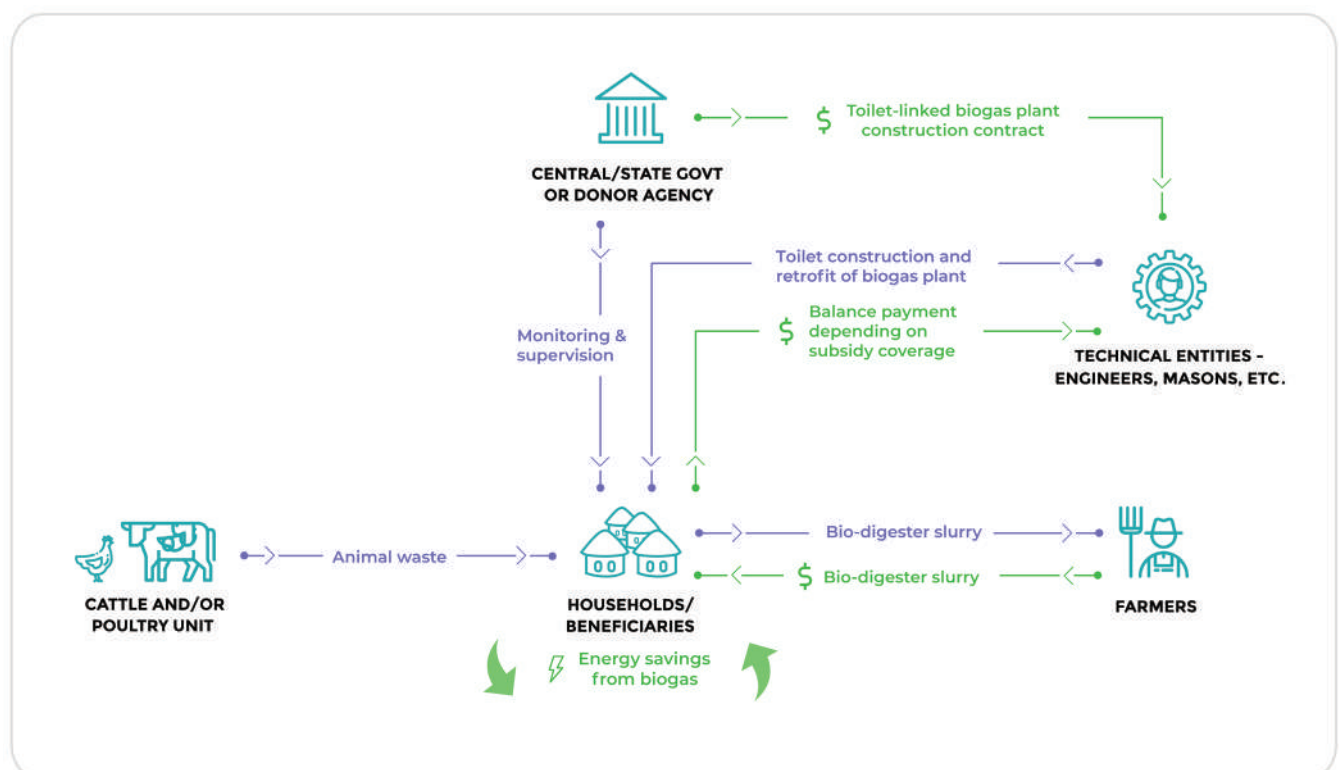 $ Toilet-linked biogas plant
construction contract
CENTRAL/STATE GOVT
OR DONOR AGENCY
Toilet construction and
retrofit of biogas plant
$ Balance payment
depending on
subsidy coverage
Monitoring &
supervision
TECHNICAL ENTITIES -
ENGINEERS, MASONS, ETC.
Animal waste
Bio-digester slurry
$ Bio-digester slurry
CATTLE AND/OR
POULTRY UNIT
HOUSEHOLDS/
BENEFICIARIES
FARMERS
Energy savings
from biogas